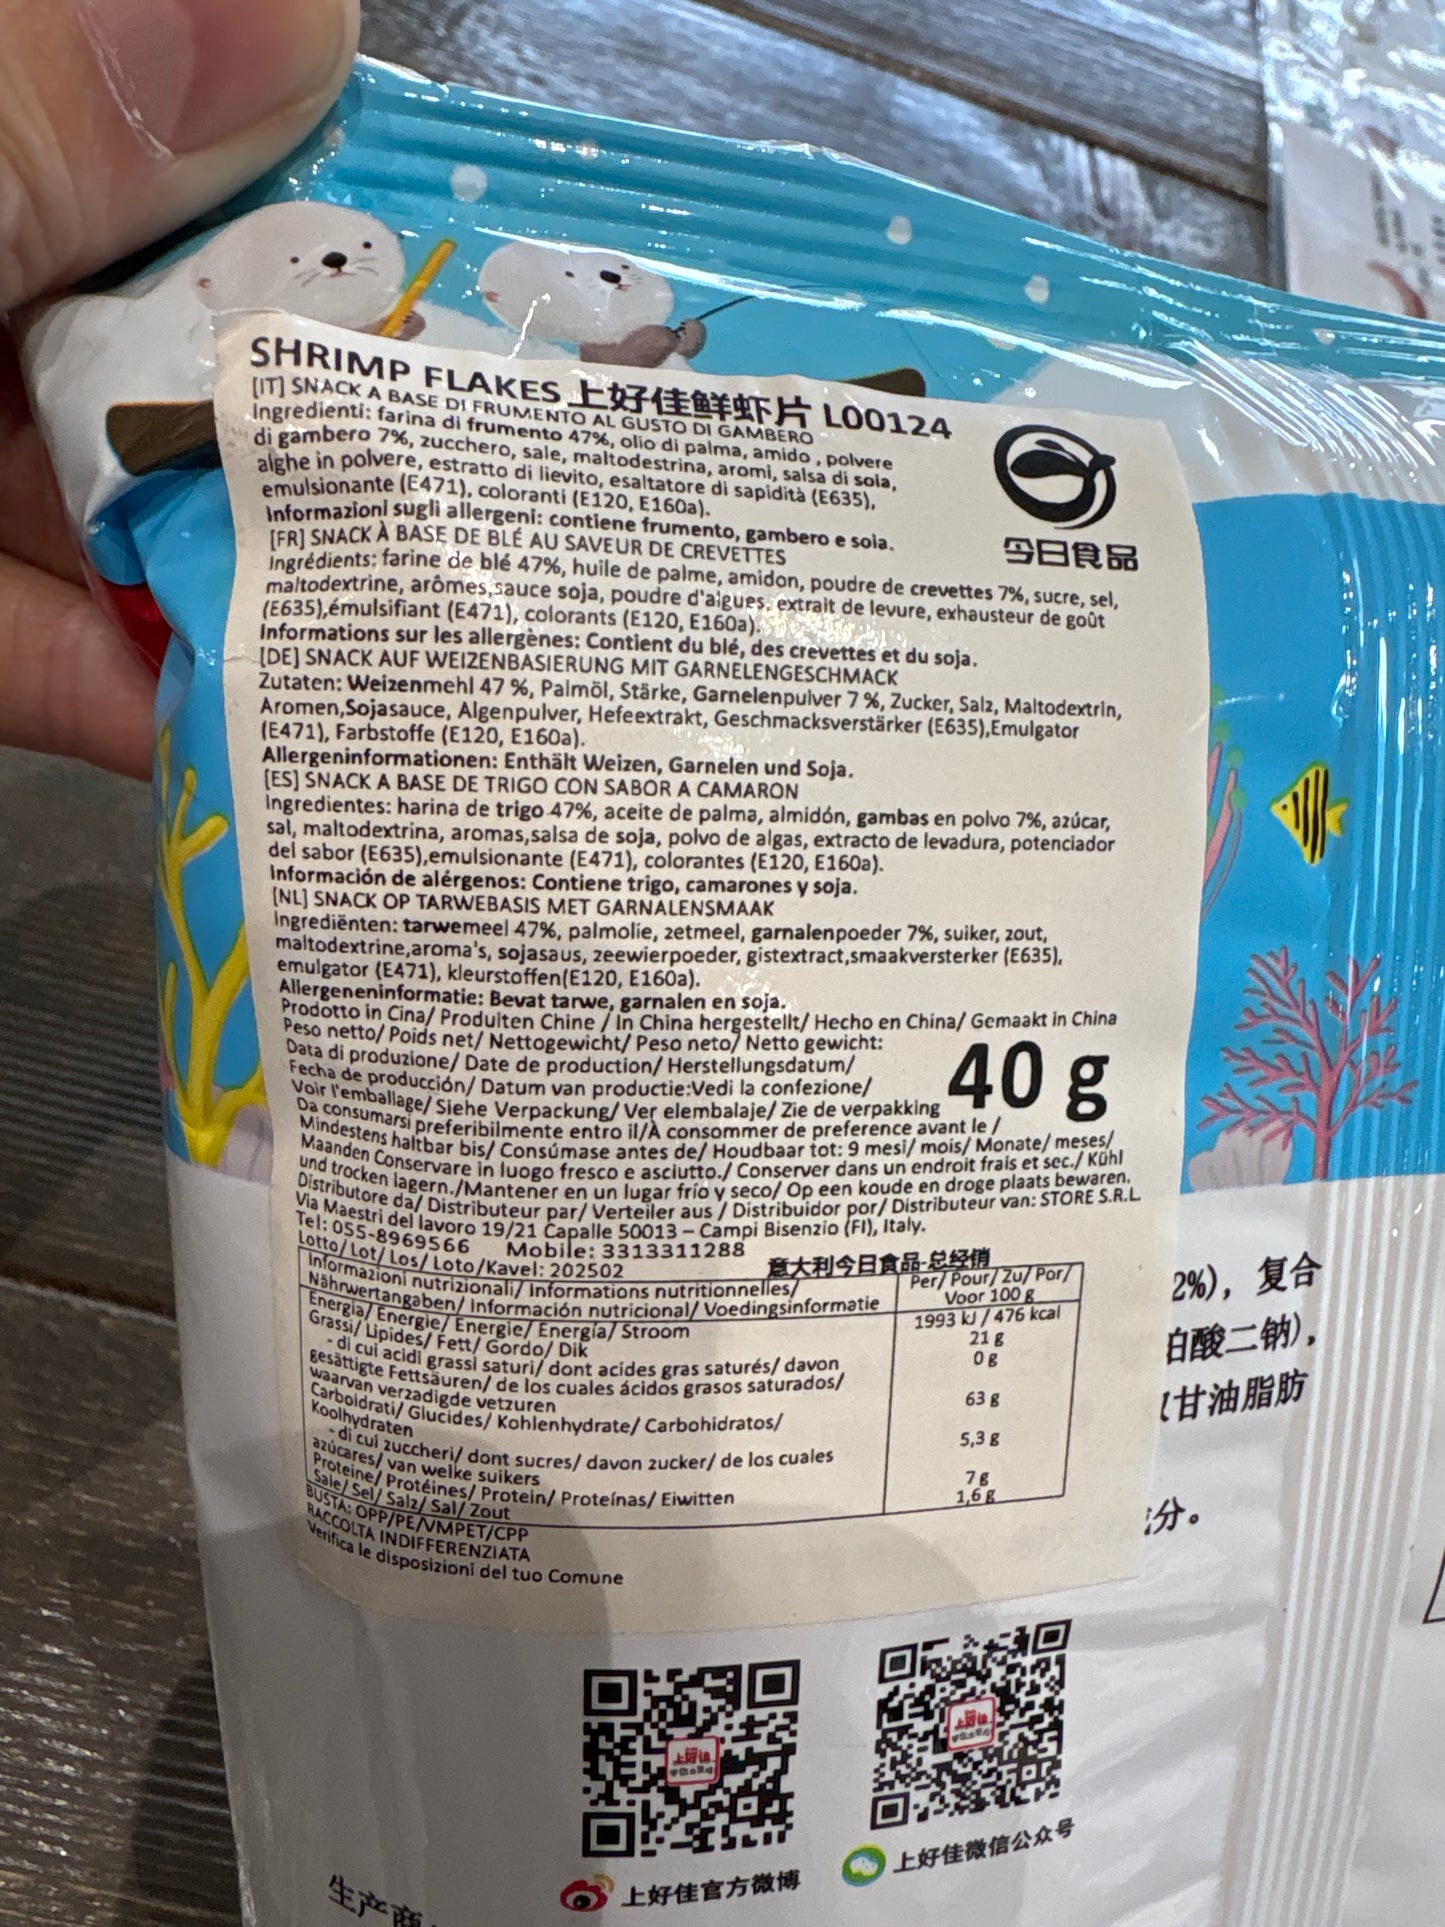 SHRIMP FLAKES 上好佳鲜虾片 L00124
[IT] SNACK A BASE DI FRUMENTO AL GUSTO DI GAMBERO
Ingredienti: farina di frumento 47%, olio di palma, amido , polvere
di gambero 7%, zucchero, sale, maltodestrina, aromi, salsa di soia,
alghe in polvere, estratto di lievito, esaltatore di sapidità (E635),
emulsionante (E471), coloranti (E120, E160a).
Informazioni sugli allergeni: contiene frumento, gambero e soia.
今日食品
[FR] SNACK À BASE DE BLÉ AU SAVEUR DE CREVETTES
Ingrédients: farine de blé 47%, huile de palme, amidon, poudre de crevettes 7%, sucre, sel,
maltodextrine, arômes,sauce soja, poudre d'algues, extrait de levure, exhausteur de goût
(E635),émulsifiant (E471), colorants (E120, E160a).
Informations sur les allergènes: Contient du blé, des crevettes et du soja.
[DE] SNACK AUF WEIZENBASIERUNG MIT GARNELENGESCHMACK
Zutaten: Weizenmehl 47 %, Palmöl, Stärke, Garnelenpulver 7 %, Zucker, Salz, Maltodextrin,
Aromen,Sojasauce, Algenpulver, Hefeextrakt, Geschmacksverstärker (E635),Emulgator
(E471), Farbstoffe (E120, E160a).
Allergeninformationen: Enthält Weizen, Garnelen und Soja.
[ES] SNACK A BASE DE TRIGO CON SABOR A CAMARON
Ingredientes: harina de trigo 47%, aceite de palma, almidón, gambas en polvo 7%, azúcar,
sal, maltodextrina, aromas,salsa de soja, polvo de algas, extracto de levadura, potenciador
del sabor (E635),emulsionante (E471), colorantes (E120, E160a).
Información de alérgenos: Contiene trigo, camarones y soja.
[NL] SNACK OP TARWEBASIS MET GARNALENSMAAK
Ingrediënten: tarwemeel 47%, palmolie, zetmeel, garnalenpoeder 7%, suiker, zout,
maltodextrine,aroma's, sojasaus, zeewierpoeder, gistextract,smaakversterker (E635),
emulgator (E471), kleurstoffen(E120, E160a).
Allergeneninformatie: Bevat tarwe, garnalen en soja.
Prodotto in Cina/ Produiten Chine / In China hergestellt/ Hecho en China/ Gemaakt in China
Peso netto/ Poids net/ Nettogewicht/ Peso neto/ Netto gewicht:
40 g
Data di produzione/ Date de production/ Herstellungsdatum/
Fecha de producción/ Datum van productie:Vedi la confezione/
Voir l'emballage/ Siehe Verpackung/ Ver elembalaje/ Zie de verpakking
Da consumarsi preferibilmente entro il/À consommer de preference avant le /
Mindestens haltbar bis/ Consúmase antes de/ Houdbaar tot: 9 mesi/ mois/ Monate/ meses/
Maanden Conservare in luogo fresco e asciutto./ Conserver dans un endroit frais et sec./ Kühl
und trocken lagern./Mantener en un lugar frío y seco/ Op een koude en droge plaats bewaren.
Distributore da/ Distributeur par/ Verteiler aus / Distribuidor por/ Distributeur van: STORE S.R.L.
Via Maestri del lavoro 19/21 Capalle 50013 – Campi Bisenzio (FI), Italy.
Tel: 055-8969566 Mobile: 3313311288
Lotto/ Lot/ Los/ Loto/Kavel: 202502 意大利今日食品-总经销
Informazioni nutrizionali/ Informations nutritionnelles/
Nährwertangaben/ Información nutricional/ Voedingsinformatie
Per/ Pour/ Zu/ Por/
Voor 100 g
Energia/ Energie/ Energie/ Energía/ Stroom 1993 kJ / 476 kcal
Grassi/ Lipides/ Fett/ Gordo/ Dik 21 g
- di cui acidi grassi saturi/ dont acides gras saturés/ davon 0 g
gesättigte Fettsäuren/ de los cuales ácidos grasos saturados/
waarvan verzadigde vetzuren
Carboidrati/ Glucides/ Kohlenhydrate/ Carbohidratos/ 63 g
Koolhydraten
- di cui zuccheri/ dont sucres/ davon zucker/ de los cuales 5,3 g
azúcares/ van welke suikers
Proteine/ Protéines/ Protein/ Proteínas/ Eiwitten 7 g
Sale/ Sel/ Salz/ Sal/ Zout 1,6 g
BUSTA: OPP/PE/VMPET/CPP
RACCOLTA INDIFFERENZIATA
Verifica le disposizioni del tuo Comune
2%)，复合
白酸二钠)，
甘油脂肪
分。
上好佳
上好佳
上好佳官方微博
上好佳微信公众号
生产商